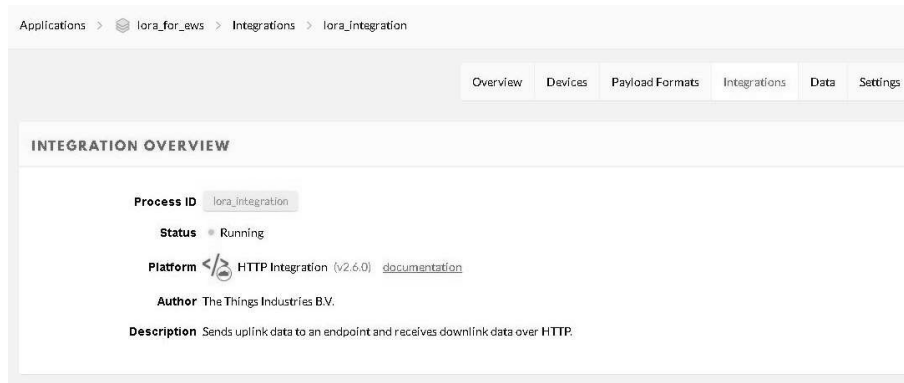 Applications > lora_for_ews > Integrations > lora_integration
Overview Devices Payload Formats Integrations Data Settings
INTEGRATION OVERVIEW
Process ID lora_integration
Status Running
Platform </> HTTP Integration (v2.6.0) documentation
Author The Things Industries B.V.
Description Sends uplink data to an endpoint and receives downlink data over HTTP.